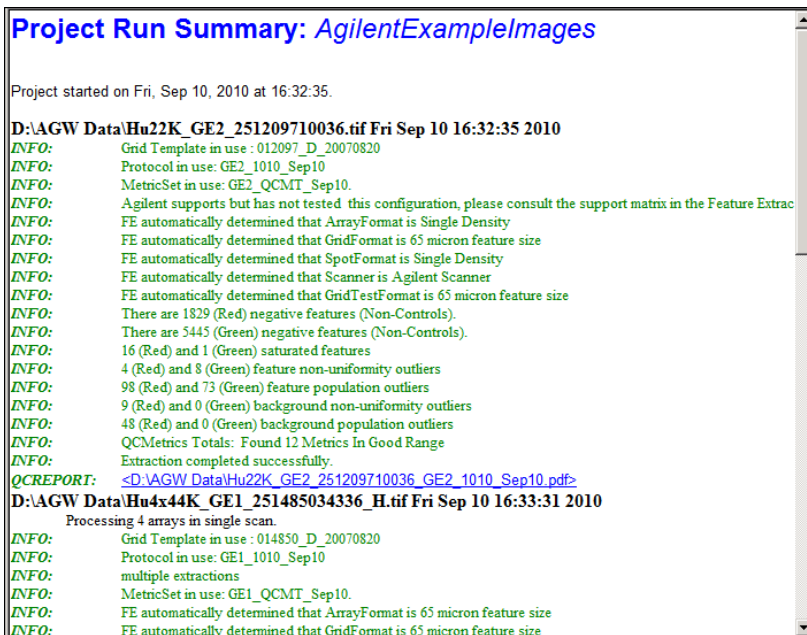 Project Run Summary: AgilentExampleImages
Project started on Fri, Sep 10, 2010 at 16:32:35.
D:\AGW Data\Hu22K_GE2_251209710036.tif Fri Sep 10 16:32:35 2010
INFO: Grid Template in use : 012097_D_20070820
INFO: Protocol in use: GE2_1010_Sep10
INFO: MetricSet in use: GE2_QCMT_Sep10.
INFO: Agilent supports but has not tested this configuration, please consult the support matrix in the Feature Extrac
INFO: FE automatically determined that ArrayFormat is Single Density
INFO: FE automatically determined that GridFormat is 65 micron feature size
INFO: FE automatically determined that SpotFormat is Single Density
INFO: FE automatically determined that Scanner is Agilent Scanner
INFO: FE automatically determined that GridTestFormat is 65 micron feature size
INFO: There are 1829 (Red) negative features (Non-Controls).
INFO: There are 5445 (Green) negative features (Non-Controls).
INFO: 16 (Red) and 1 (Green) saturated features
INFO: 4 (Red) and 8 (Green) feature non-uniformity outliers
INFO: 98 (Red) and 73 (Green) feature population outliers
INFO: 9 (Red) and 0 (Green) background non-uniformity outliers
INFO: 48 (Red) and 0 (Green) background population outliers
INFO: QCMetrics Totals: Found 12 Metrics In Good Range
INFO: Extraction completed successfully.
QCREPORT: <D:\AGW Data\Hu22K_GE2_251209710036_GE2_1010_Sep10.pdf>
D:\AGW Data\Hu4x44K_GE1_251485034336_H.tif Fri Sep 10 16:33:31 2010
Processing 4 arrays in single scan.
INFO: Grid Template in use : 014850_D_20070820
INFO: Protocol in use: GE1_1010_Sep10
INFO: multiple extractions
INFO: MetricSet in use: GE1_QCMT_Sep10.
INFO: FE automatically determined that ArrayFormat is 65 micron feature size
INFO: FE automatically determined that GridFormat is 65 micron feature size